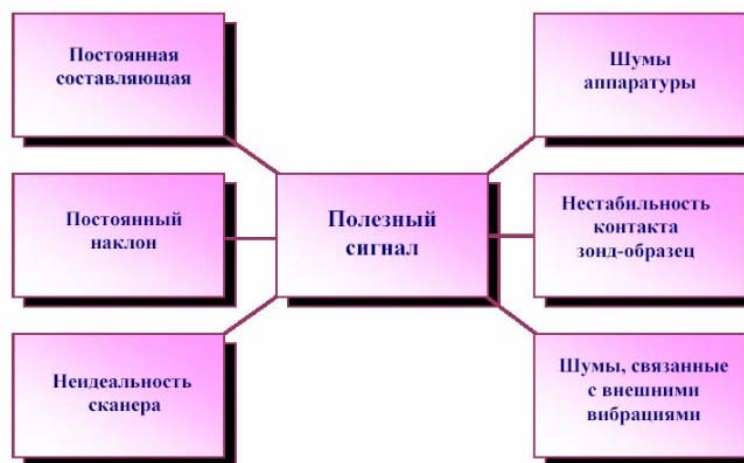 Постоянная
составляющая
Шумы
аппаратуры
Постоянный
наклон
Полезный
сигнал
Нестабильность
контакта
зонд-образец
Неидеальность
сканера
Шумы, связанные
с внешними
вибрациями